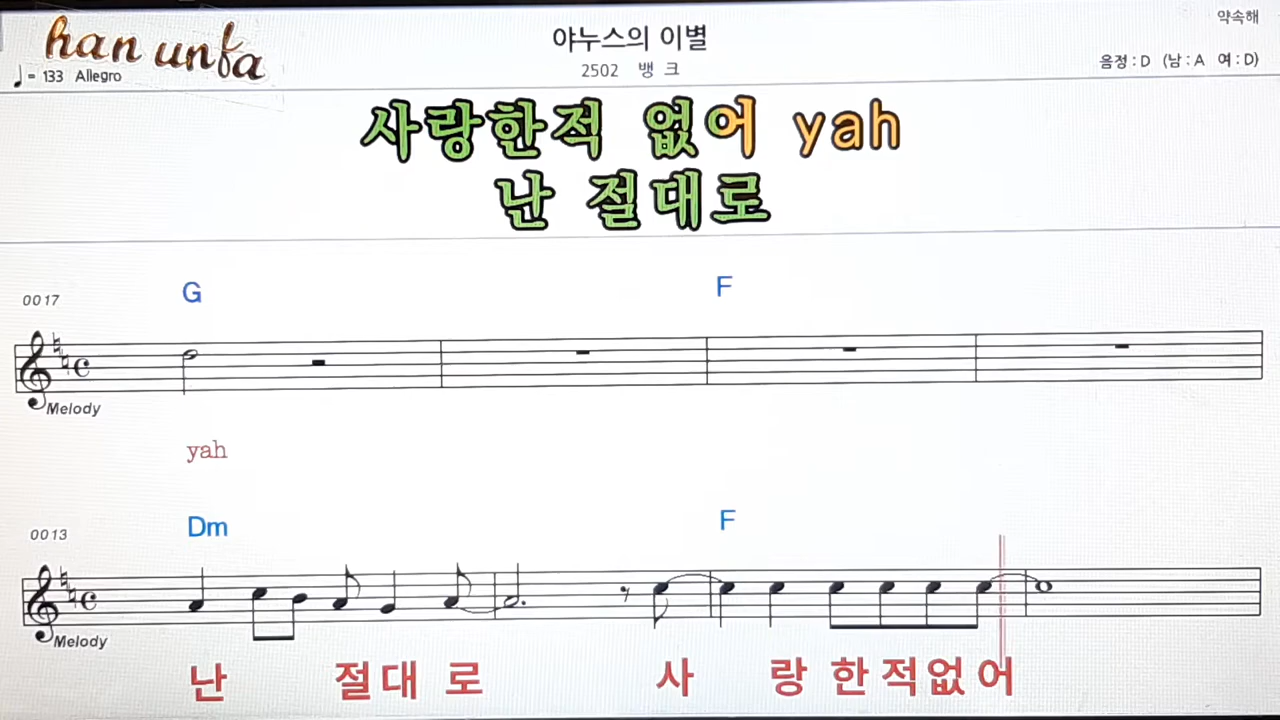 han unfa
약속해
야누스의 이별
♩= 133 Allegro
2502 뱅 크
음정 : D (남 : A 여 : D)
사랑한적 없어 yah
난 절대로
0017
G F
Melody
yah
0013
Dm F
Melody
난 절대 로 사 랑 한적없어